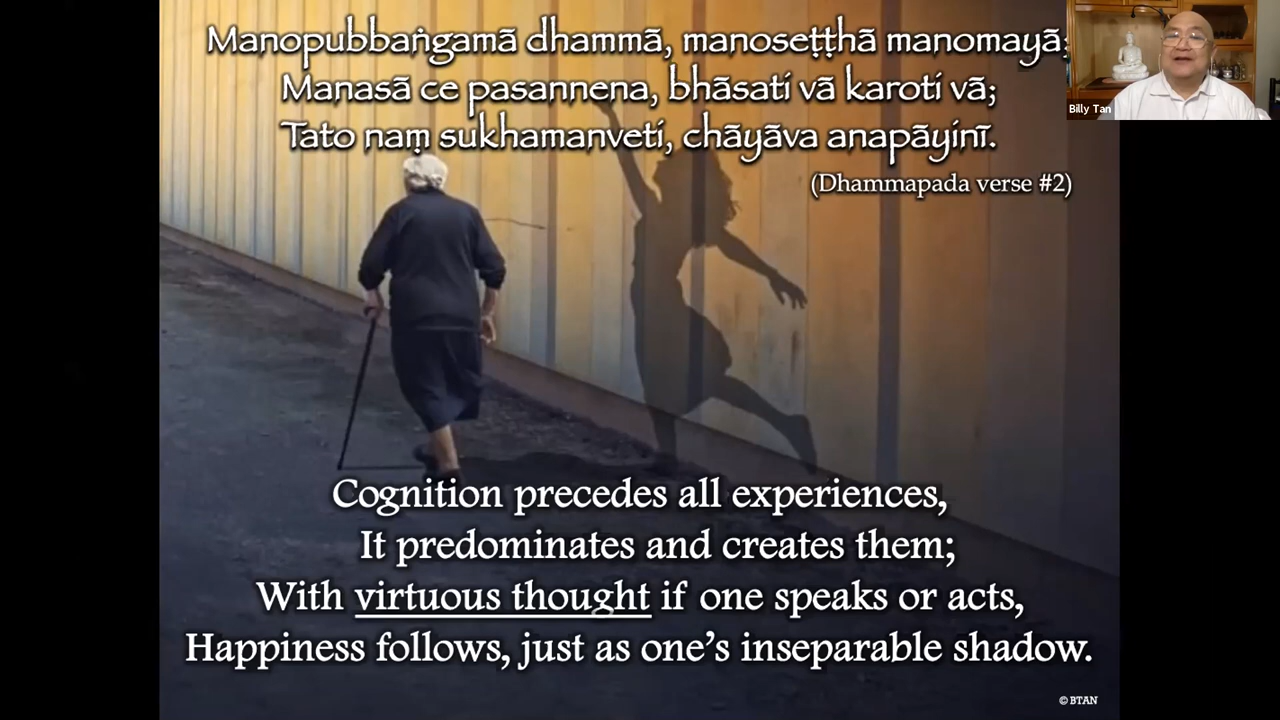 Manopubbaṅgamā dhammā, manoseṭṭhā manomayā;
Manasā ce pasannena, bhāsati vā karoti vā;
Tato naṃ sukhamanveti, chāyāva anapāyinī.
(Dhammapada verse #2)
Billy Tan
Cognition precedes all experiences,
It predominates and creates them;
With virtuous thought if one speaks or acts,
Happiness follows, just as one’s inseparable shadow.
© BTAN